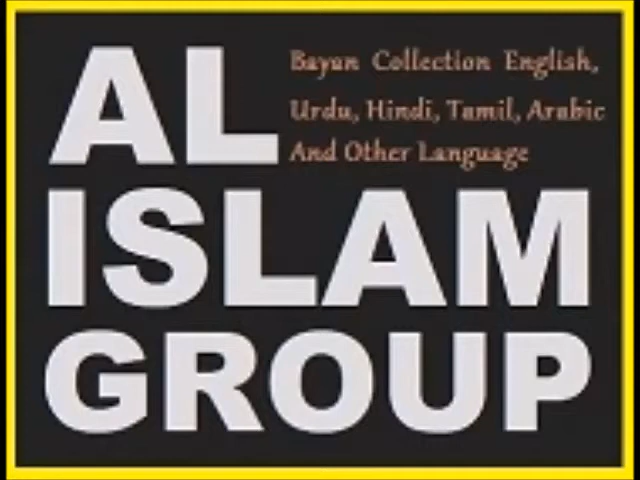 AL
Bayan Collection English,
Urdu, Hindi, Tamil, Arabic
And Other Language
ISLAM
GROUP